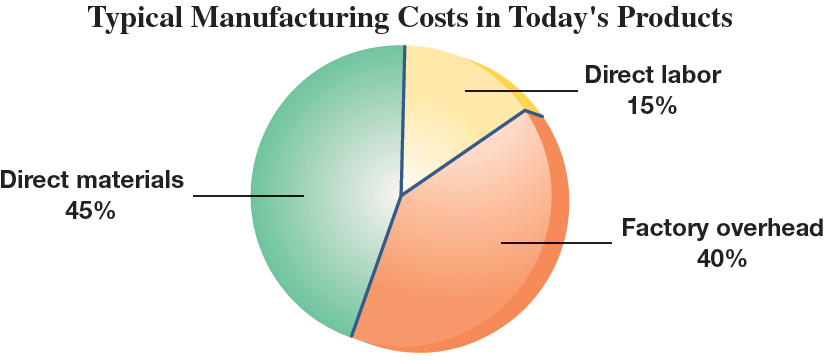 Typical Manufacturing Costs in Today's Products
Direct labor
15%
Direct materials
45%
Factory overhead
40%